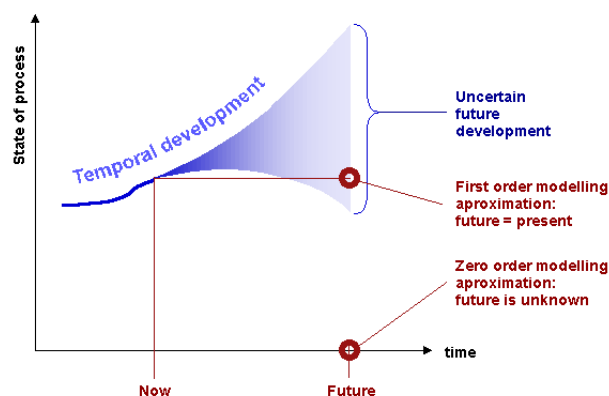 State of process
Temporal development
Uncertain
future
development
First order modelling
aproximation:
future = present
Zero order modelling
aproximation:
future is unknown
time
Now
Future